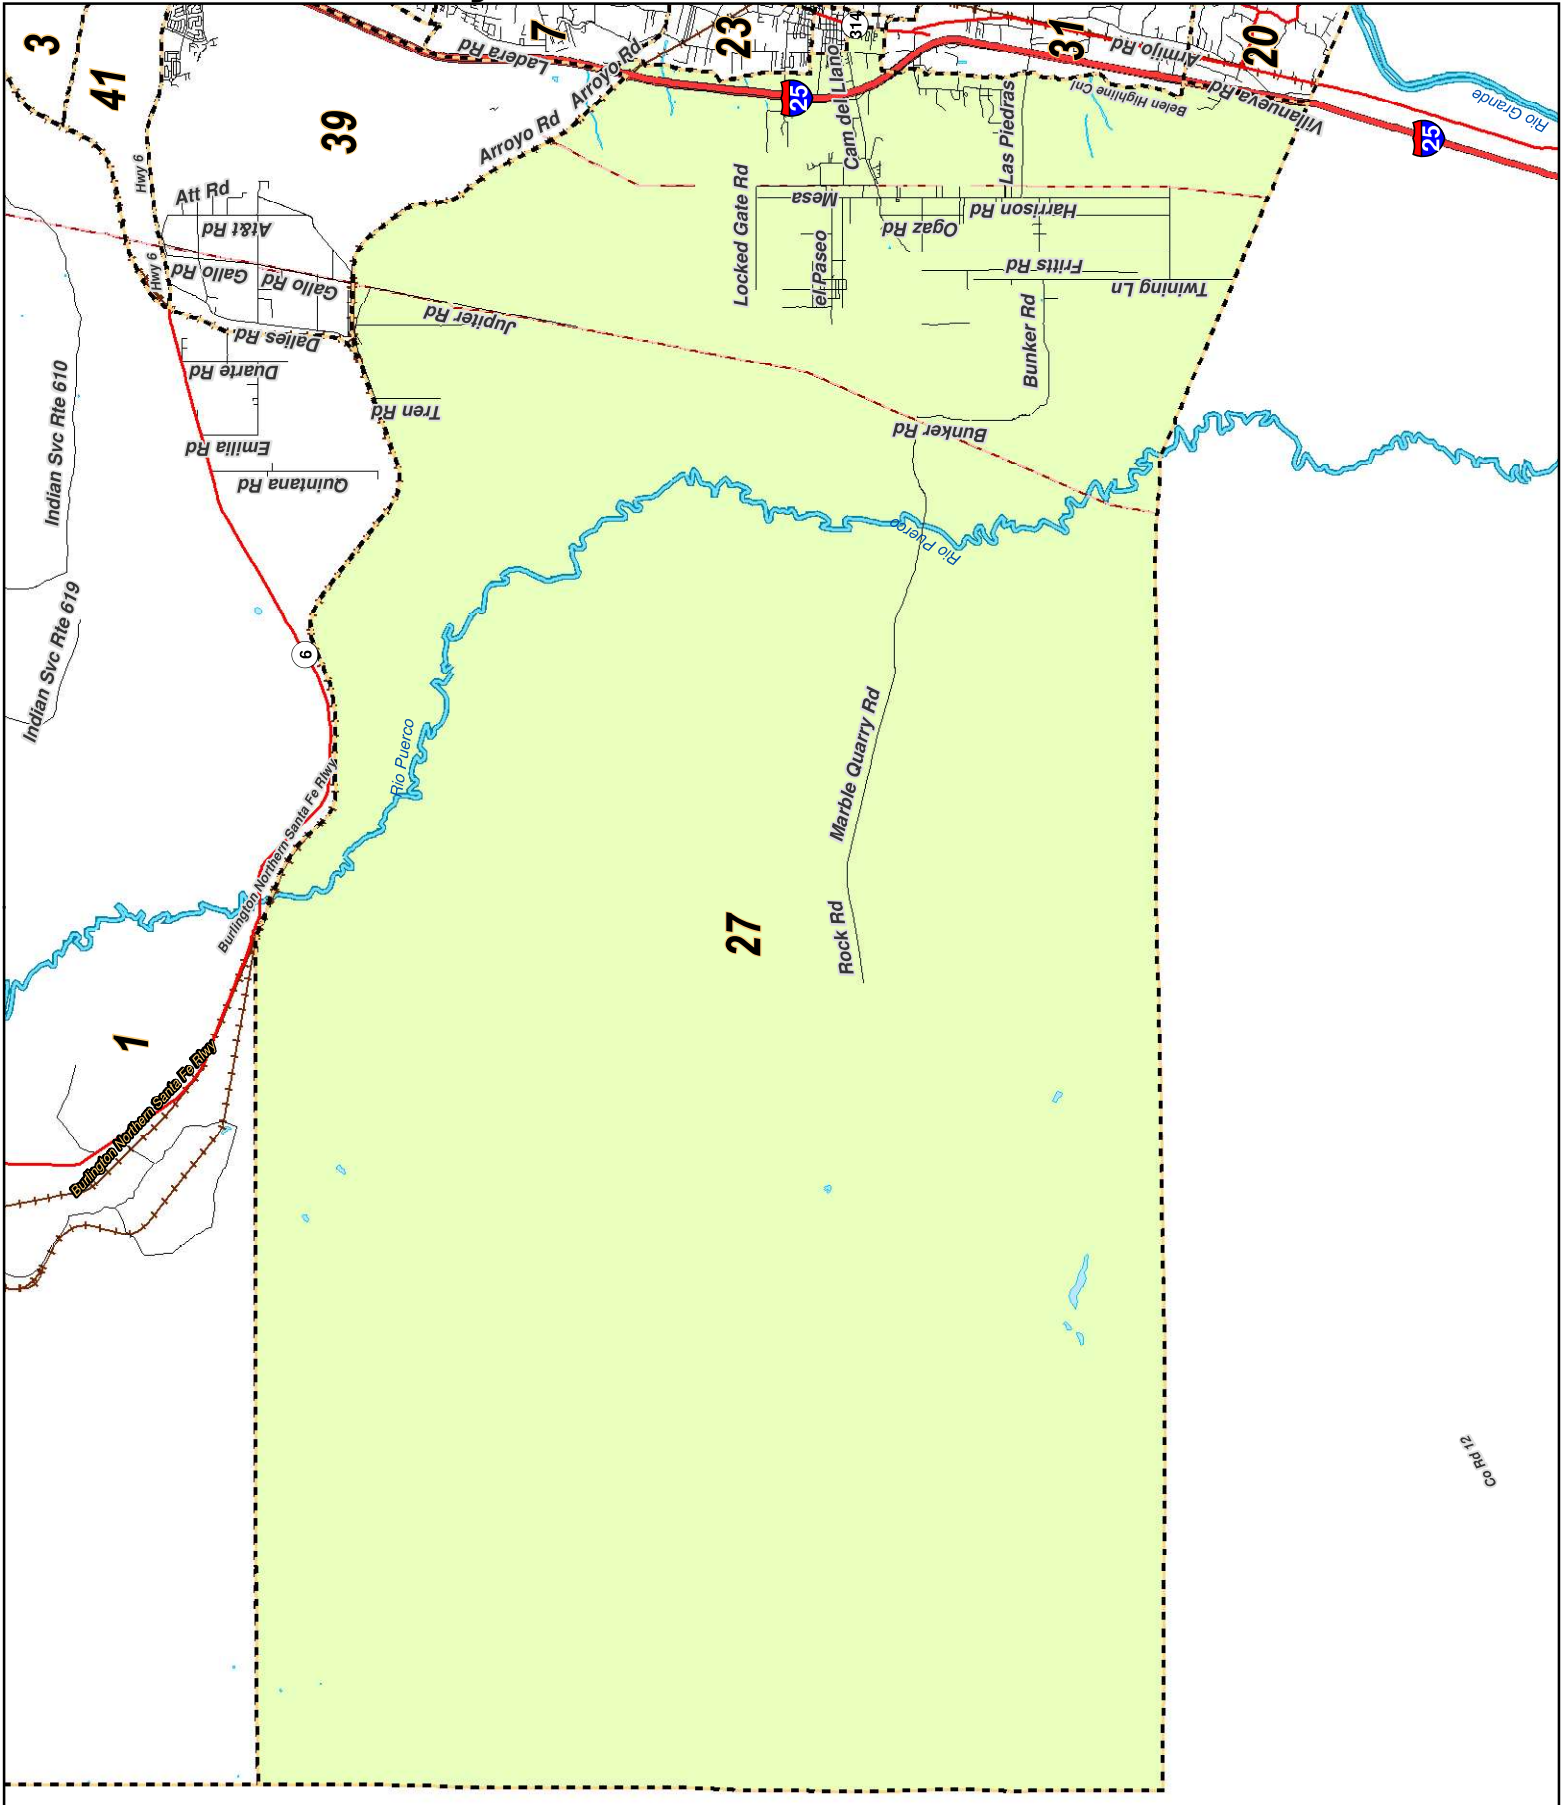 3
41
39
7
23
314
31
20
Ladera Rd
Arroyo Rd
Arroyo Rd
25
Cam del Llano
Armijo Rd
Villanueva Rd
Belen Highline Cnl
25
Rio Grande
Hwy 6
Att Rd
At&t Rd
Hwy 6
Gallo Rd
Gallo Rd
Dalies Rd
Duarte Rd
Emilia Rd
Quintana Rd
Tren Rd
Jupiter Rd
Locked Gate Rd
Mesa
el Paseo
Las Piedras
Harrison Rd
Ogaz Rd
Fritts Rd
Twining Ln
Bunker Rd
Bunker Rd
Indian Svc Rte 610
Indian Svc Rte 619
6
Rio Puerco
Rio Puerco
Marble Quarry Rd
Rock Rd
27
Burlington Northern Santa Fe Rlwy
Burlington Northern Santa Fe Rlwy
1
Co Rd 12